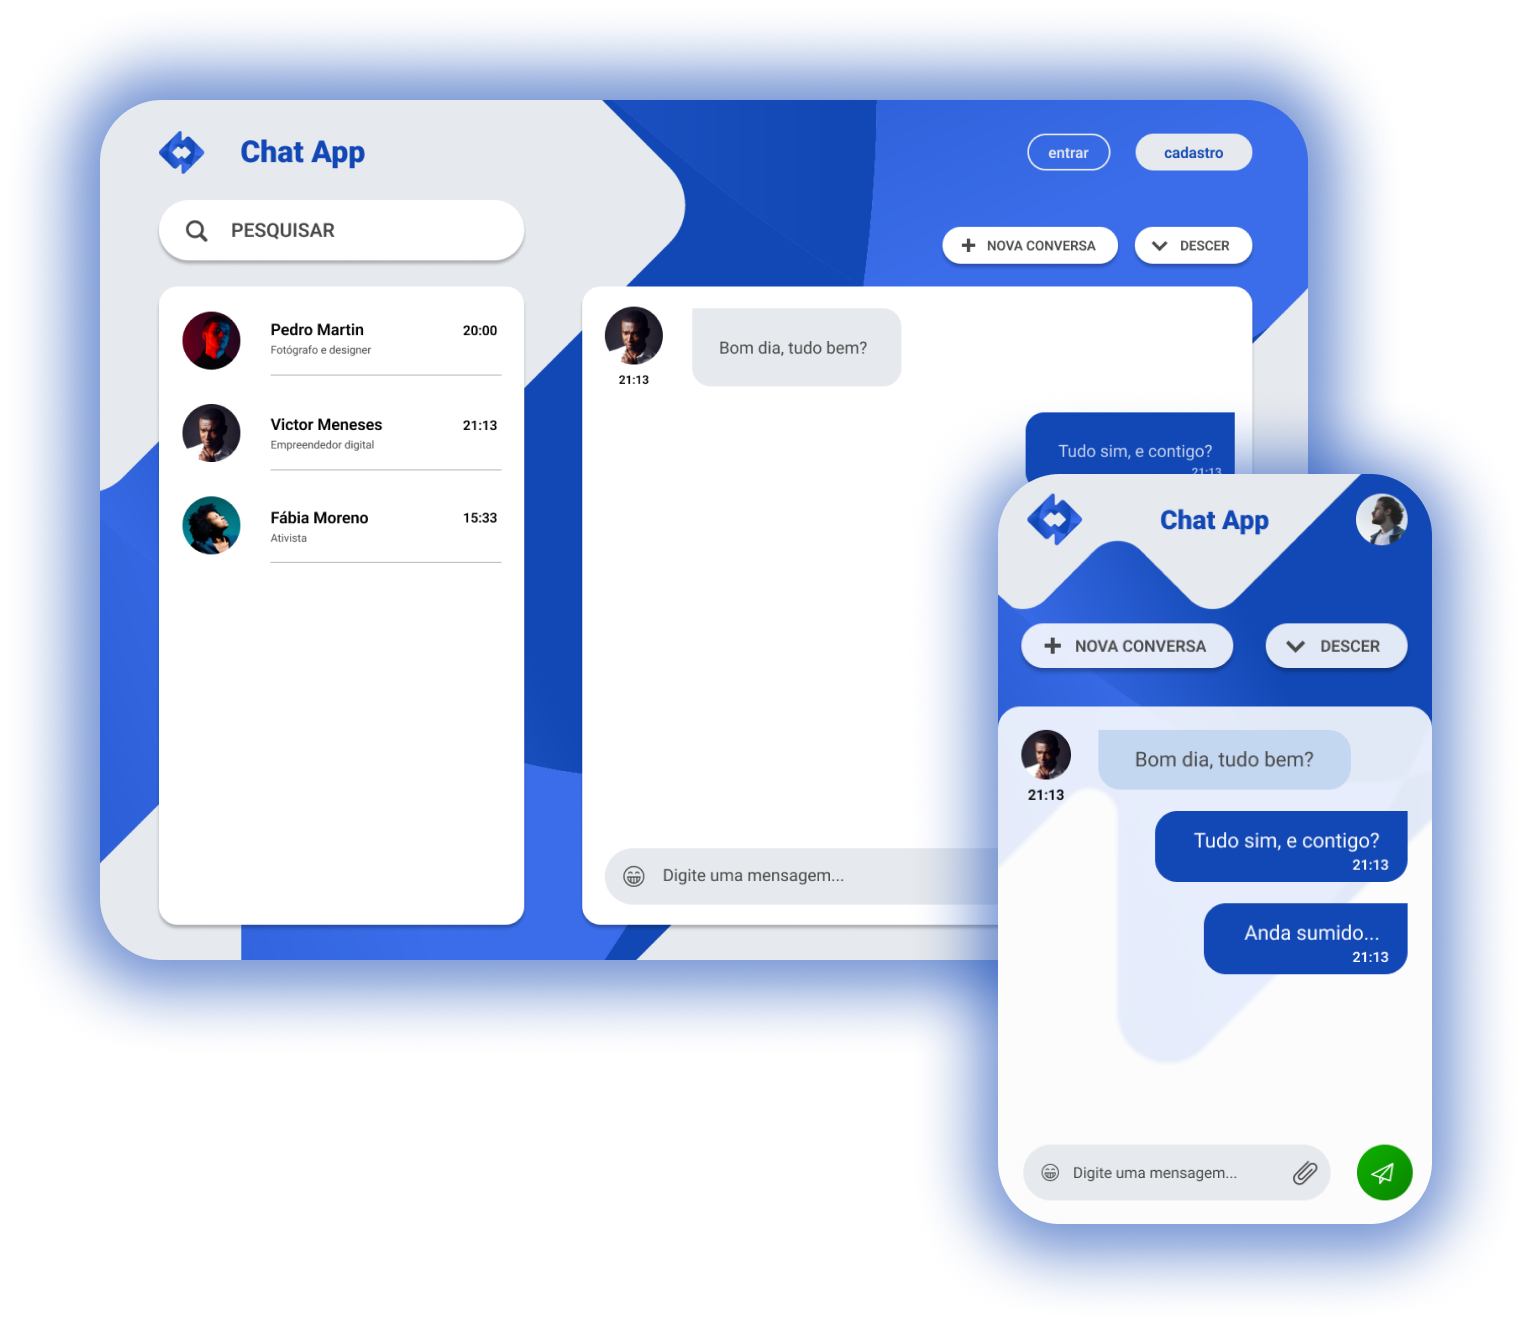 Chat App
entrar
cadastro
PESQUISAR
NOVA CONVERSA
DESCER
Pedro Martin
20:00
Fotógrafo e designer
Victor Meneses
21:13
Empreendedor digital
Fábia Moreno
15:33
Ativista
Bom dia, tudo bem?
21:13
Tudo sim, e contigo?
21:13
Digite uma mensagem...
Chat App
NOVA CONVERSA
DESCER
Bom dia, tudo bem?
21:13
Tudo sim, e contigo?
21:13
Anda sumido...
21:13
Digite uma mensagem...